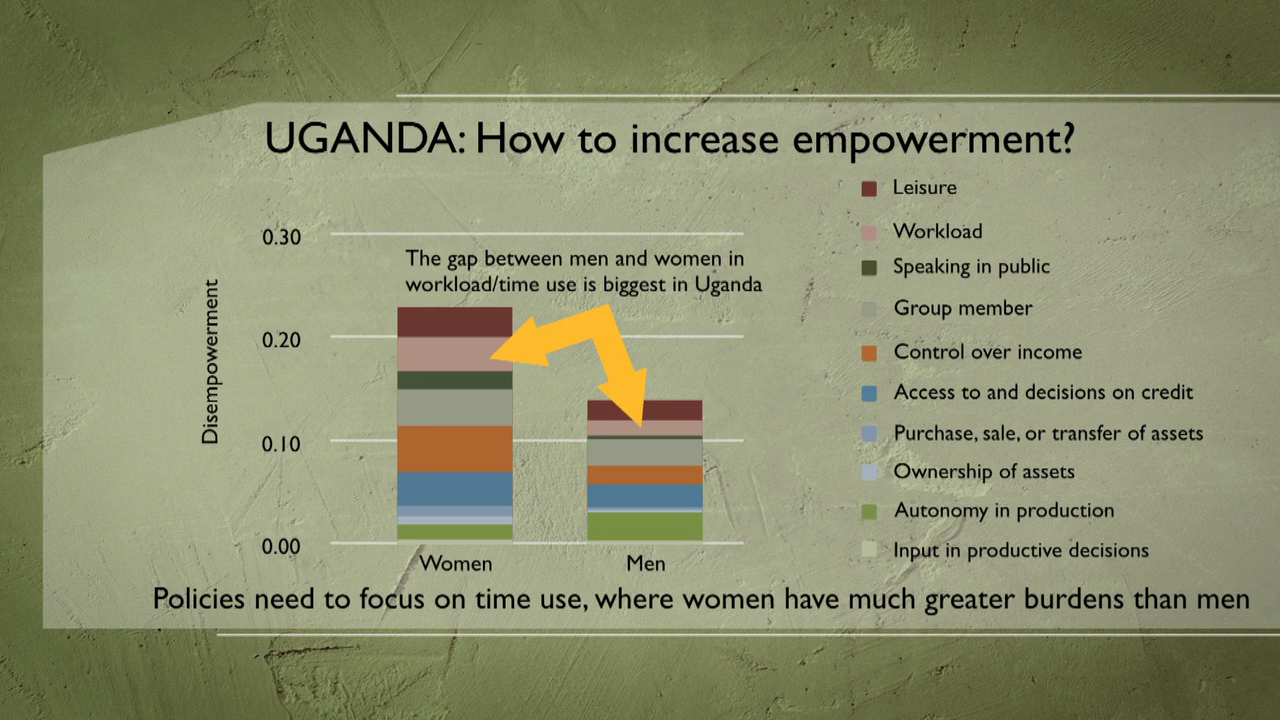 UGANDA: How to increase empowerment?
Leisure
Workload
Speaking in public
Group member
Control over income
Access to and decisions on credit
Purchase, sale, or transfer of assets
Ownership of assets
Autonomy in production
Input in productive decisions
0.30
0.20
0.10
0.00
Disempowerment
The gap between men and women in
workload/time use is biggest in Uganda
Women
Men
Policies need to focus on time use, where women have much greater burdens than men